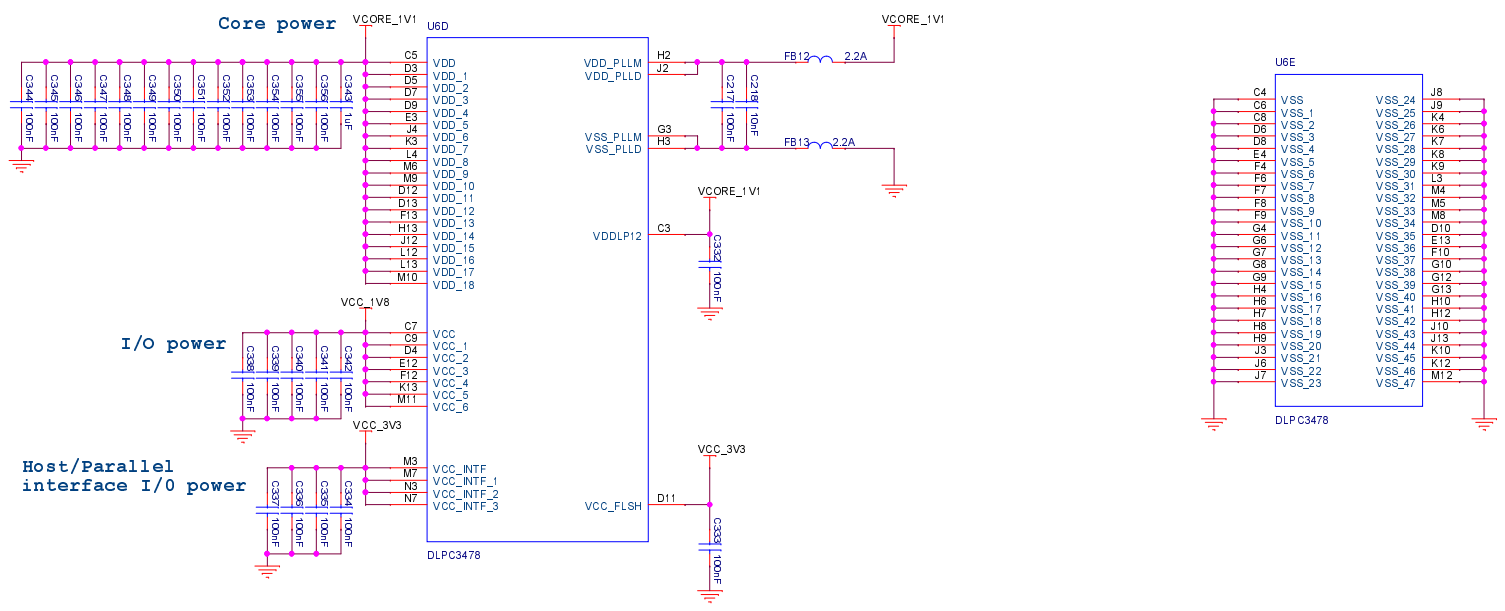 Core power
VCORE_1V1
VCORE_1V1
U6D
C344 100nF
C345 100nF
C346 100nF
C347 100nF
C348 100nF
C349 100nF
C350 100nF
C351 100nF
C352 100nF
C353 100nF
C354 100nF
C355 100nF
C356 100nF
C343 1uF
C5 VDD
D3 VDD_1
D5 VDD_2
D7 VDD_3
D9 VDD_4
E3 VDD_5
J4 VDD_6
K3 VDD_7
L4 VDD_8
M6 VDD_9
M9 VDD_10
D12 VDD_11
D13 VDD_12
F13 VDD_13
H13 VDD_14
J12 VDD_15
L12 VDD_16
L13 VDD_17
M10 VDD_18
VDD_PLLM H2
VDD_PLLD J2
FB12 2.2A
C217 100nF
C218 10nF
VSS_PLLM G3
VSS_PLLD H3
FB13 2.2A
VCORE_1V1
VDDLP12 C3
C332 100nF
VCC_1V8
I/O power
C338 100nF
C339 100nF
C340 100nF
C341 100nF
C342 100nF
C7 VCC
C9 VCC_1
D4 VCC_2
E12 VCC_3
F12 VCC_4
K13 VCC_5
M11 VCC_6
VCC_3V3
Host/Parallel
interface I/0 power
C337 100nF
C336 100nF
C335 100nF
C334 100nF
M3 VCC_INTF
M7 VCC_INTF_1
N3 VCC_INTF_2
N7 VCC_INTF_3
VCC_3V3
VCC_FLSH D11
C333 100nF
DLPC3478
U6E
C4 VSS
C6 VSS_1
C8 VSS_2
D6 VSS_3
D8 VSS_4
E4 VSS_5
F4 VSS_6
F6 VSS_7
F7 VSS_8
F8 VSS_9
F9 VSS_10
G4 VSS_11
G6 VSS_12
G7 VSS_13
G8 VSS_14
G9 VSS_15
H4 VSS_16
H6 VSS_17
H7 VSS_18
H8 VSS_19
H9 VSS_20
J3 VSS_21
J6 VSS_22
J7 VSS_23
VSS_24 J8
VSS_25 J9
VSS_26 K4
VSS_27 K6
VSS_28 K7
VSS_29 K8
VSS_30 K9
VSS_31 L3
VSS_32 M4
VSS_33 M5
VSS_34 M8
VSS_35 D10
VSS_36 E13
VSS_37 F10
VSS_38 G10
VSS_39 G12
VSS_40 G13
VSS_41 H10
VSS_42 H12
VSS_43 J10
VSS_44 J13
VSS_45 K10
VSS_46 K12
VSS_47 M12
DLPC3478